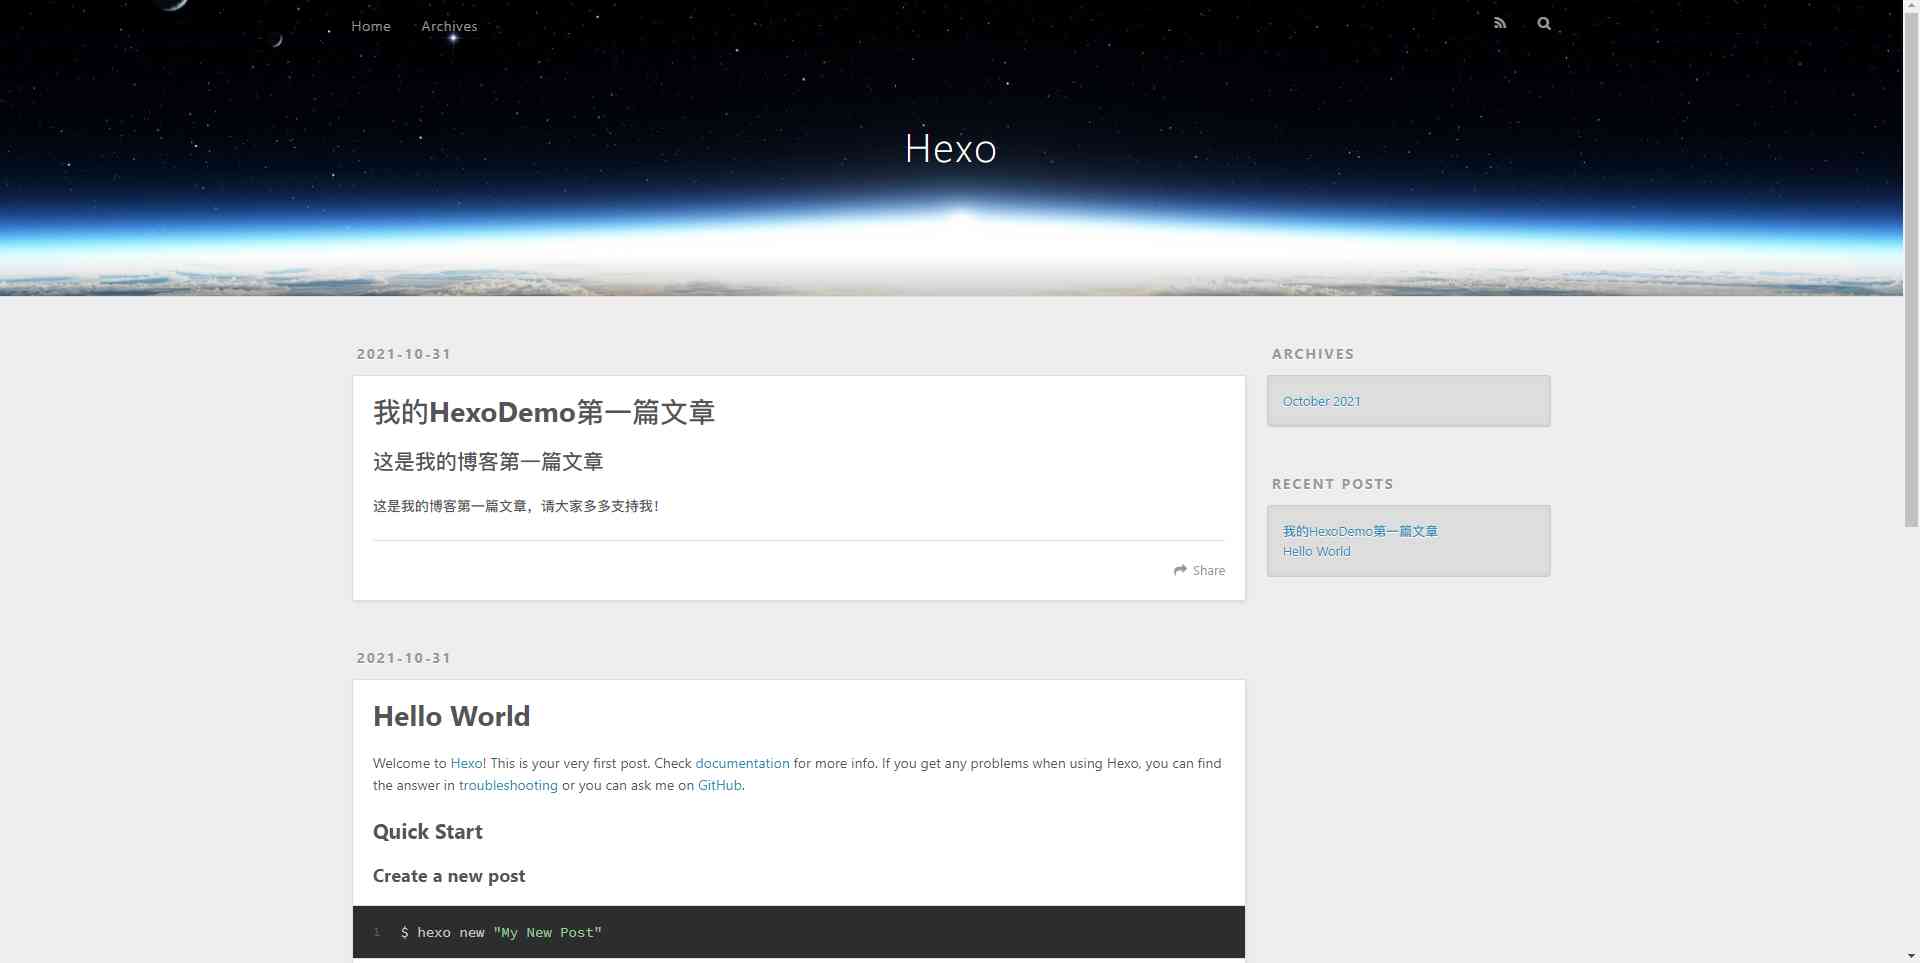 Home Archives
Hexo
2021-10-31
我的HexoDemo第一篇文章
这是我的博客第一篇文章
这是我的博客第一篇文章，请大家多多支持我！
Share
2021-10-31
Hello World
Welcome to Hexo! This is your very first post. Check documentation for more info. If you get any problems when using Hexo, you can find
the answer in troubleshooting or you can ask me on GitHub.
Quick Start
Create a new post
1 $ hexo new "My New Post"
ARCHIVES
October 2021
RECENT POSTS
我的HexoDemo第一篇文章
Hello World